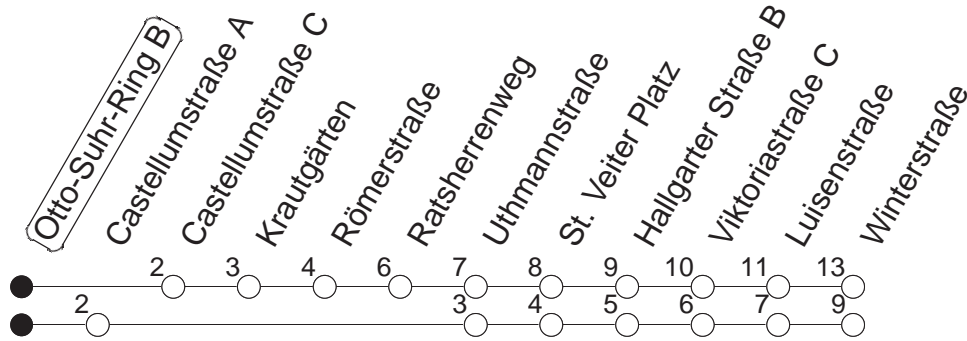 Otto-Suhr-Ring B
Castellumstraße A
Castellumstraße C
Krautgärten
Römerstraße
Ratsherrenweg
Uthmannstraße
St. Veiter Platz
Hallgarter Straße B
Viktoriastraße C
Luisenstraße
Winterstraße
2 3 4 6 7 8 9 10 11 13
2 3 4 5 6 7 9